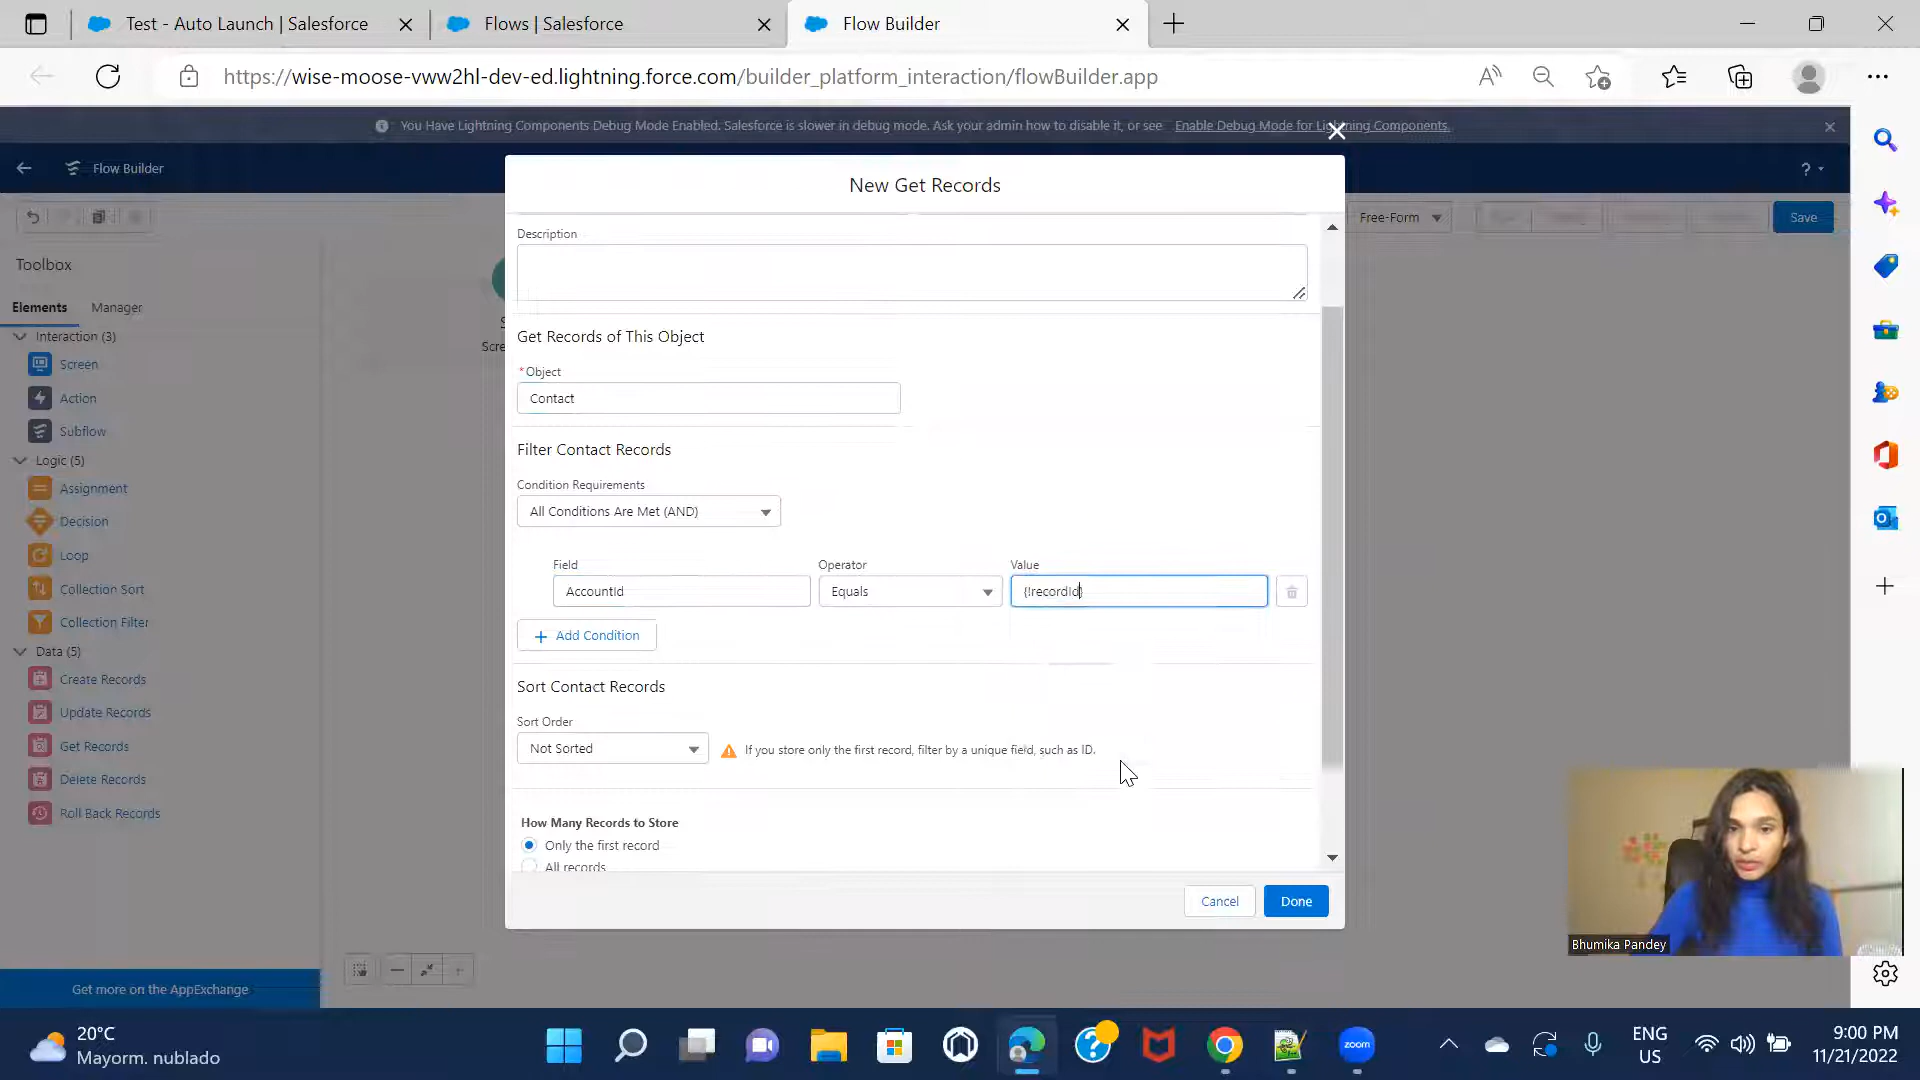 Test - Auto Launch | Salesforce
Flows | Salesforce
Flow Builder
https://wise-moose-vww2hl-dev-ed.lightning.force.com/builder_platform_interaction/flowBuilder.app
You Have Lightning Components Debug Mode Enabled. Salesforce is slower in debug mode. Ask your admin how to disable it, or see Enable Debug Mode for Lightning Components.
Flow Builder
?
New Get Records
Free-Form
Save
Toolbox
Elements
Manager
Interaction (3)
Screen
Action
Subflow
Logic (5)
Assignment
Decision
Loop
Collection Sort
Collection Filter
Data (5)
Create Records
Update Records
Get Records
Delete Records
Roll Back Records
Get more on the AppExchange
Description
Get Records of This Object
*Object
Contact
Filter Contact Records
Condition Requirements
All Conditions Are Met (AND)
Field
Operator
Value
AccountId
Equals
{!recordId}
+ Add Condition
Sort Contact Records
Sort Order
Not Sorted
If you store only the first record, filter by a unique field, such as ID.
How Many Records to Store
Only the first record
All records
Cancel
Done
Bhumika Pandey
20°C
Mayorm. nublado
zoom
ENG
US
9:00 PM
11/21/2022